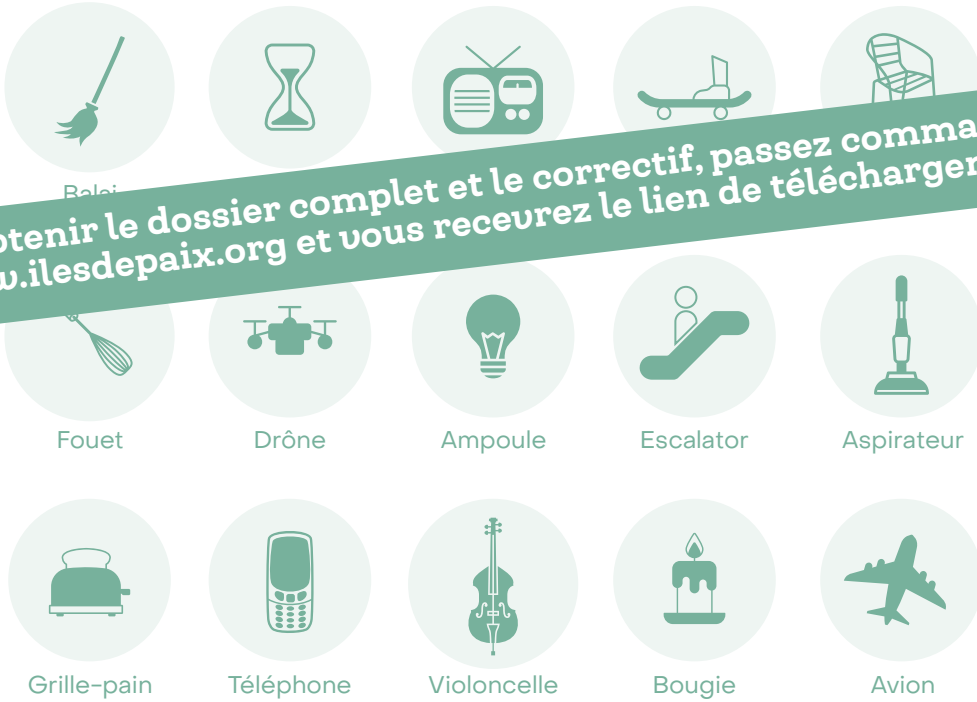 Balai
btenir le dossier complet et le correctif, passez comma
w.ilesdepaix.org et vous recevrez le lien de télécharger
Fouet Drône Ampoule Escalator Aspirateur
Grille-pain Téléphone Violoncelle Bougie Avion